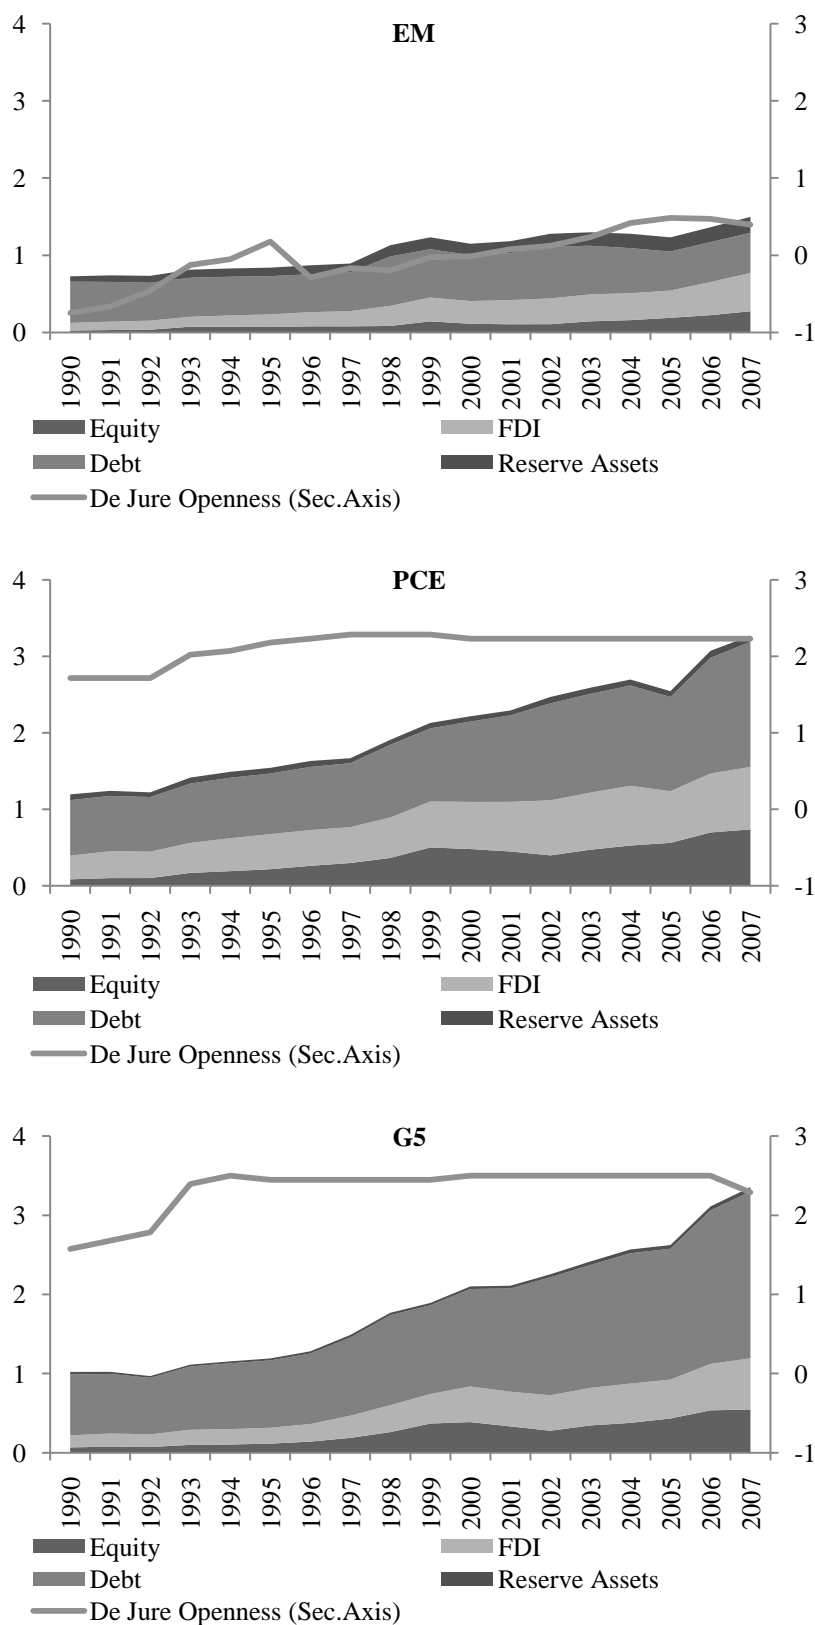 EM
4 3
3 2
2 1
1 0
0 -1
1990 1991 1992 1993 1994 1995 1996 1997 1998 1999 2000 2001 2002 2003 2004 2005 2006 2007
Equity FDI
Debt Reserve Assets
De Jure Openness (Sec.Axis)
PCE
4 3
3 2
2 1
1 0
0 -1
1990 1991 1992 1993 1994 1995 1996 1997 1998 1999 2000 2001 2002 2003 2004 2005 2006 2007
Equity FDI
Debt Reserve Assets
De Jure Openness (Sec.Axis)
G5
4 3
3 2
2 1
1 0
0 -1
1990 1991 1992 1993 1994 1995 1996 1997 1998 1999 2000 2001 2002 2003 2004 2005 2006 2007
Equity FDI
Debt Reserve Assets
De Jure Openness (Sec.Axis)